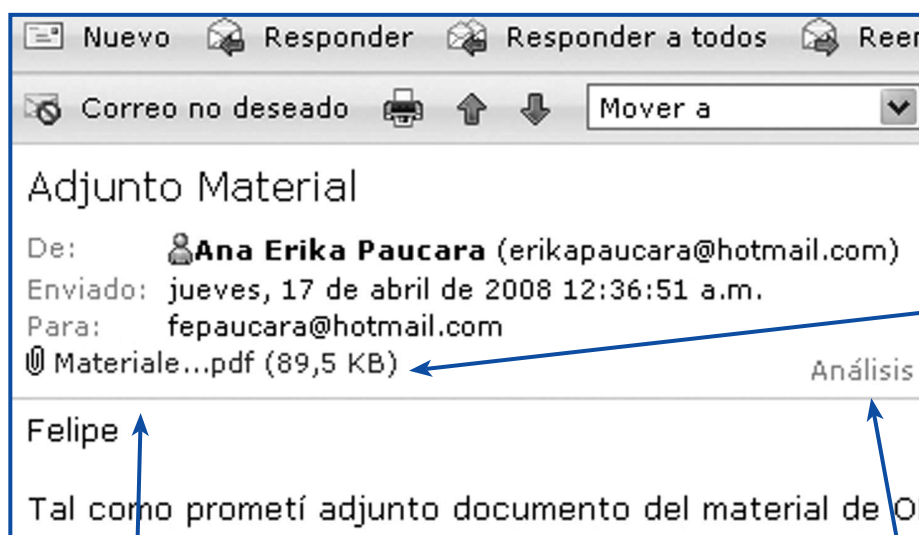 Nuevo Responder Responder a todos Reen
Correo no deseado Mover a
Adjunto Material
De: Ana Erika Paucara (erikapaucara@hotmail.com)
Enviado: jueves, 17 de abril de 2008 12:36:51 a.m.
Para: fepaucara@hotmail.com
Materiale...pdf (89,5 KB)
Análisis
Felipe
Tal como prometí adjunto documento del material de